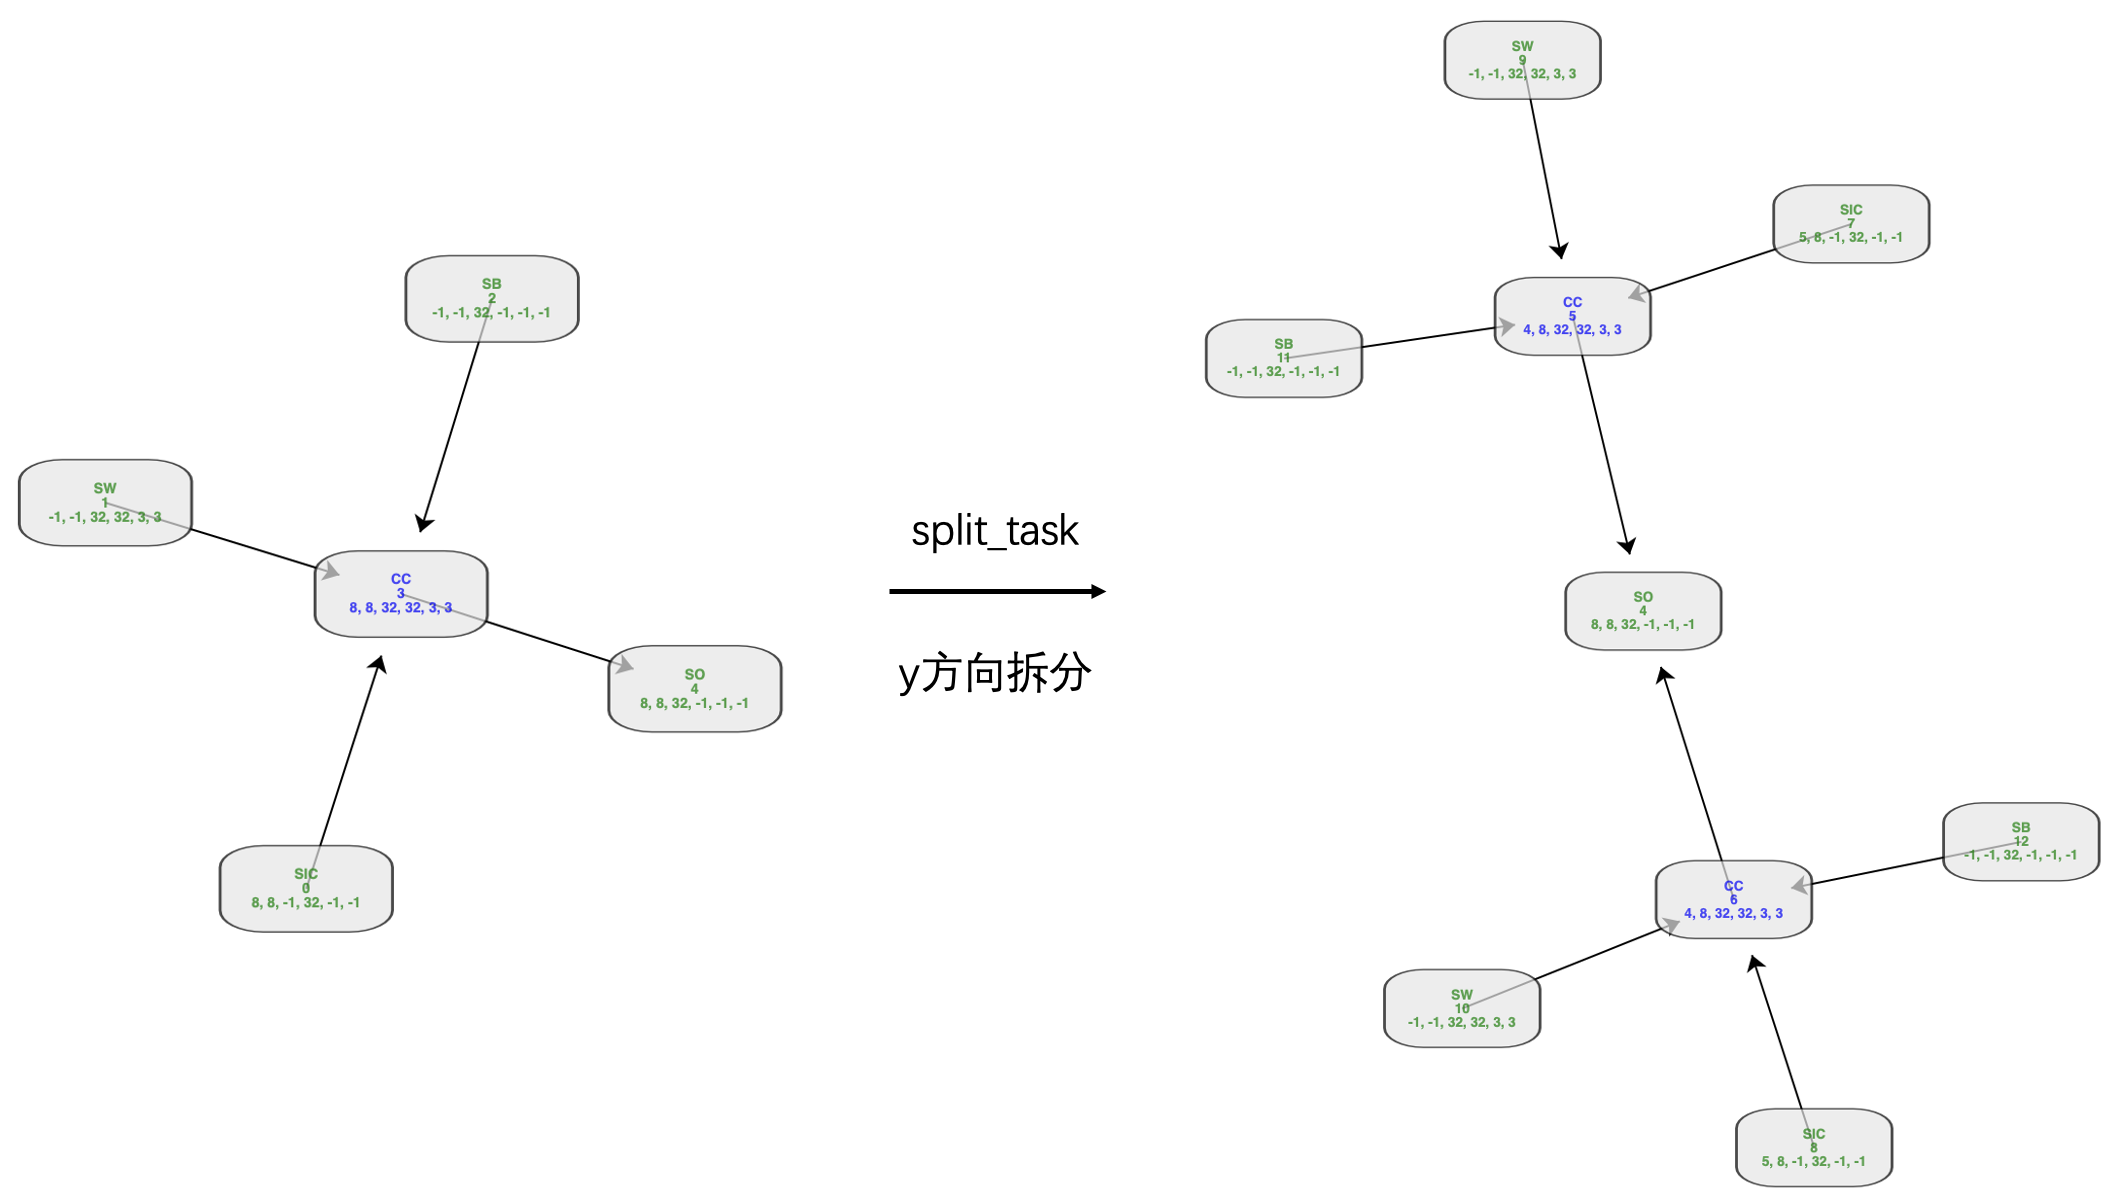 SB
2
-1, -1, 32, -1, -1, -1
SW
1
-1, -1, 32, 32, 3, 3
CC
3
8, 8, 32, 32, 3, 3
SO
4
8, 8, 32, -1, -1, -1
SIC
0
8, 8, -1, 32, -1, -1
split_task
y方向拆分
SW
9
-1, -1, 32, 32, 3, 3
SIC
7
5, 8, -1, 32, -1, -1
CC
5
4, 8, 32, 32, 3, 3
SB
11
-1, -1, 32, -1, -1, -1
SO
4
8, 8, 32, -1, -1, -1
SB
12
-1, -1, 32, -1, -1, -1
CC
6
4, 8, 32, 32, 3, 3
SW
10
-1, -1, 32, 32, 3, 3
SIC
8
5, 8, -1, 32, -1, -1